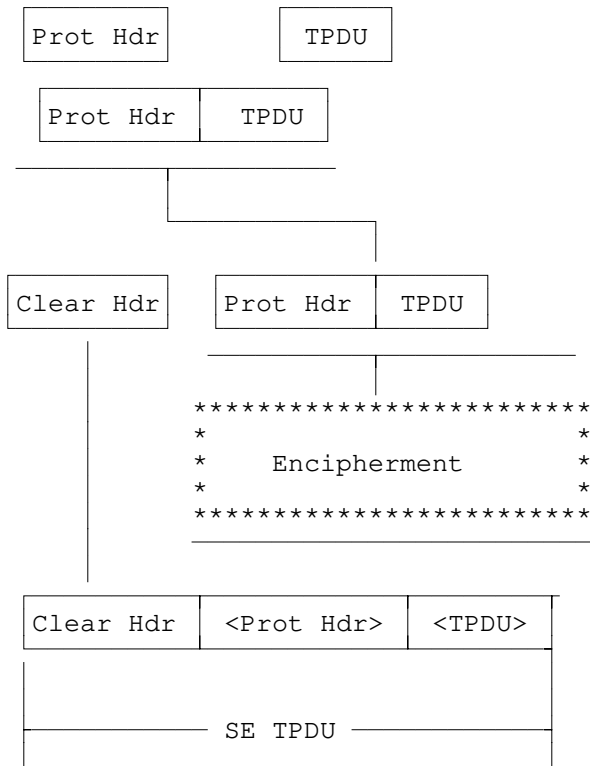 Prot Hdr TPDU
Prot Hdr TPDU
Clear Hdr Prot Hdr TPDU
*************************
* *
* Encipherment *
* *
*************************
Clear Hdr <Prot Hdr> <TPDU>
SE TPDU